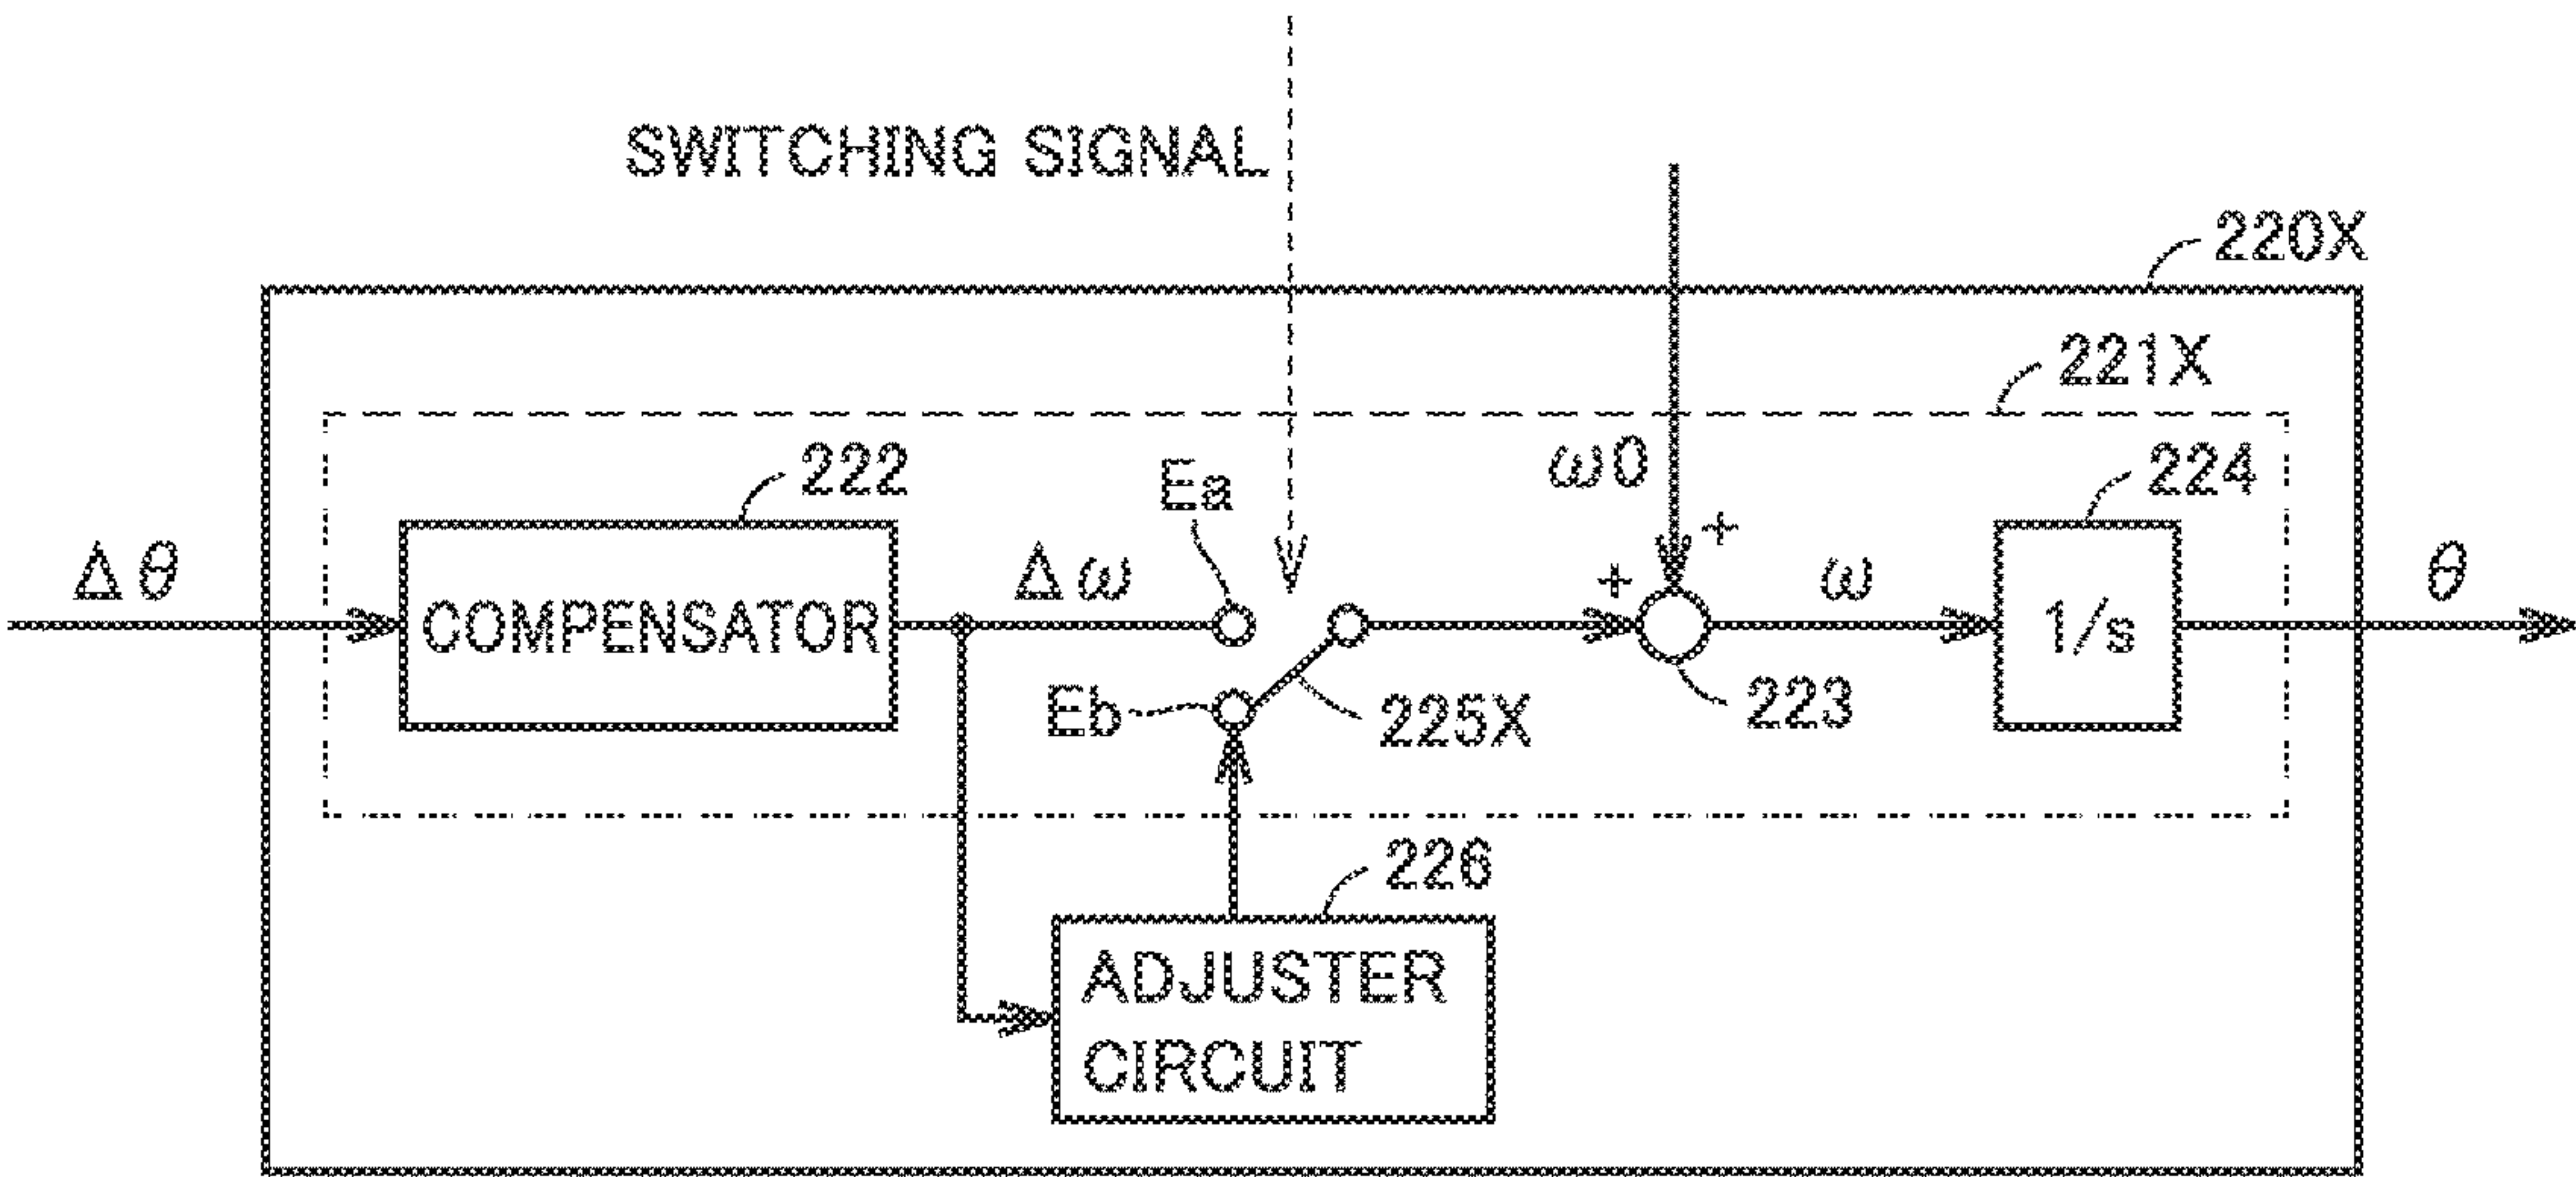 SWITCHING SIGNAL
220X
221X
222
Ea
ω0
224
Δθ
COMPENSATOR
Δω
+
+
ω
1/s
θ
Eb
225X
223
226
ADJUSTER
CIRCUIT